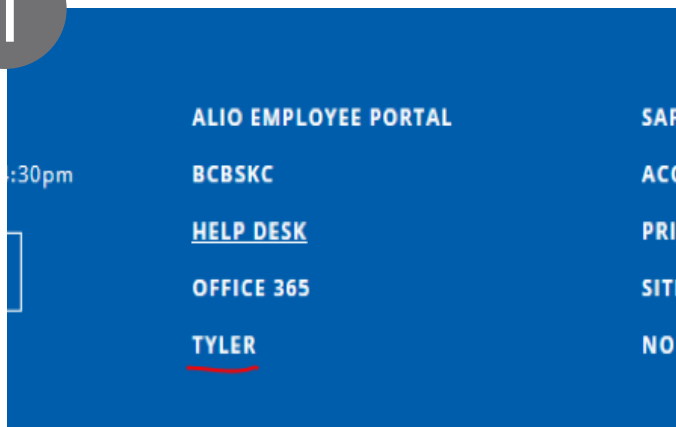 ALIO EMPLOYEE PORTAL
:30pm
BCBSKC
HELP DESK
OFFICE 365
TYLER